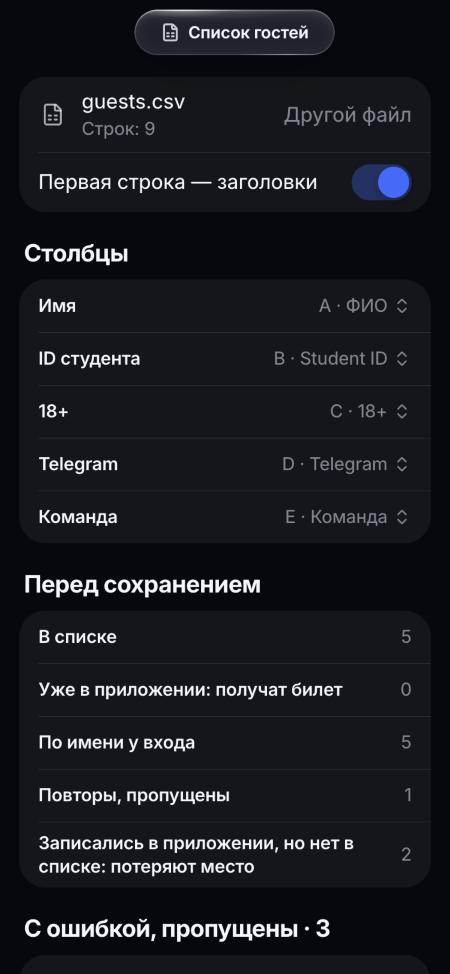 Список гостей
guests.csv
Строк: 9
Другой файл
Первая строка — заголовки
Столбцы
Имя
A · ФИО
ID студента
B · Student ID
18+
C · 18+
Telegram
D · Telegram
Команда
E · Команда
Перед сохранением
В списке
5
Уже в приложении: получат билет
0
По имени у входа
5
Повторы, пропущены
1
Записались в приложении, но нет в
списке: потеряют место
2
С ошибкой, пропущены · 3